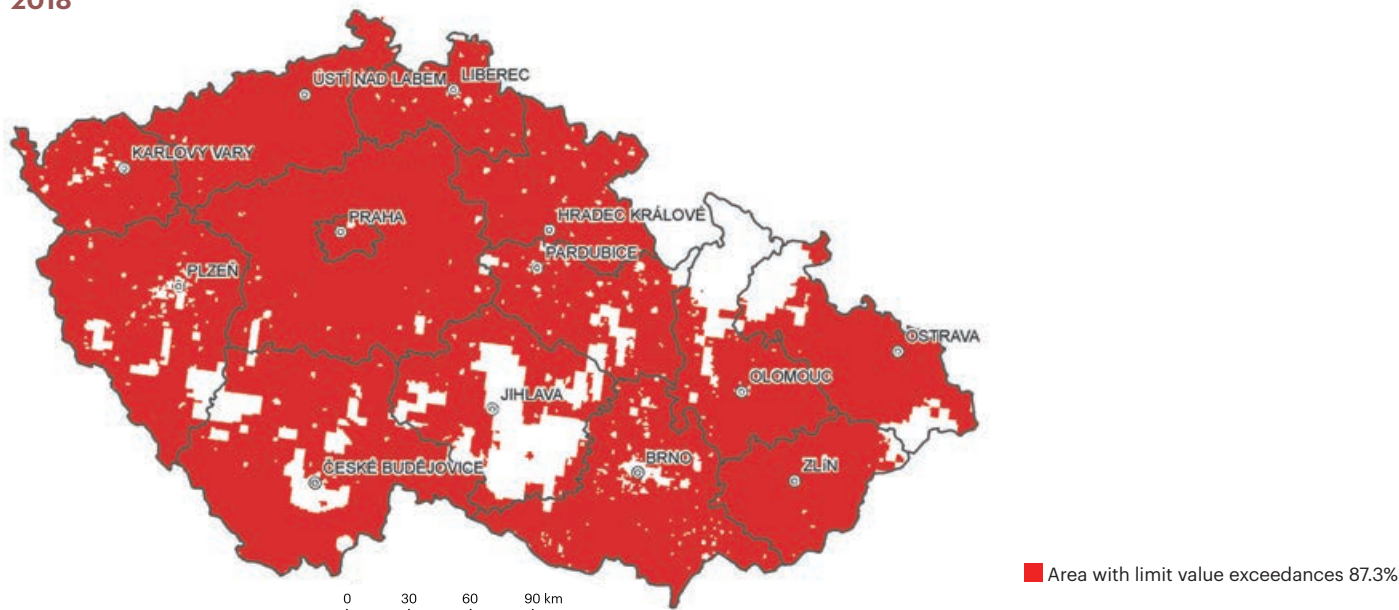 2018
ÚSTÍ NAD LABEM
LIBEREC
KARLOVY VARY
PRAHA
HRADEC KRÁLOVÉ
PARDUBICE
PLZEŇ
OSTRAVA
OLOMOUC
JIHLAVA
BRNO
ZLÍN
ČESKÉ BUDĚJOVICE
Area with limit value exceedances 87.3%
0 30 60 90 km